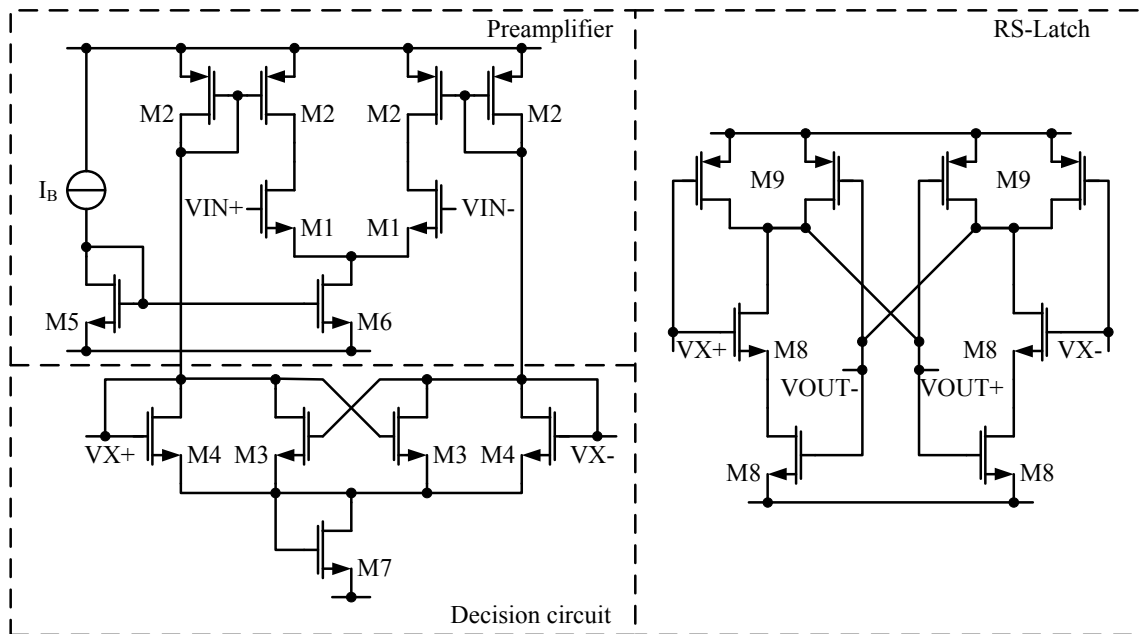 Preamplifier
RS-Latch
M2
M2
M2
M2
M9
M9
I_B
VIN+
VIN-
M1
M1
M5
M6
VX+
M8
M8
VX-
VOUT-
VOUT+
VX+
M4
M3
M3
M4
VX-
M8
M8
M7
Decision circuit